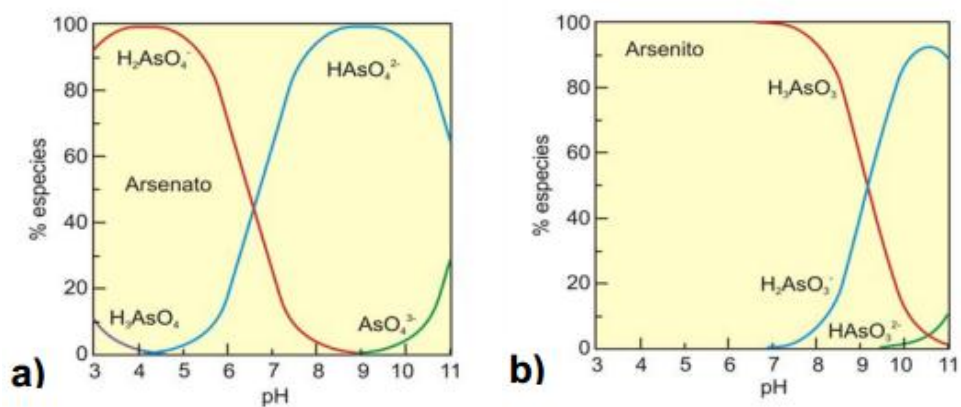 100
80
60
40
20
0
% especies
H₂AsO₄⁻
HAsO₄²⁻
Arsenato
H₃AsO₄
AsO₄³⁻
3 4 5 6 7 8 9 10 11
pH
a)
100
80
60
40
20
0
% especies
Arsenito
H₃AsO₃
H₂AsO₃⁻
HAsO₃²⁻
3 4 5 6 7 8 9 10 11
pH
b)